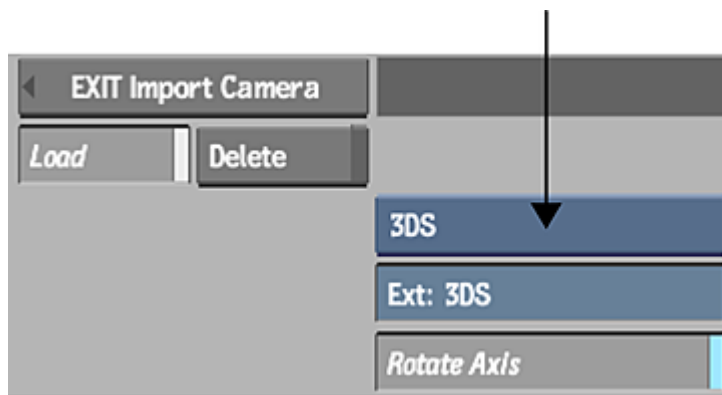 EXIT Import Camera
Load
Delete
3DS
Ext: 3DS
Rotate Axis